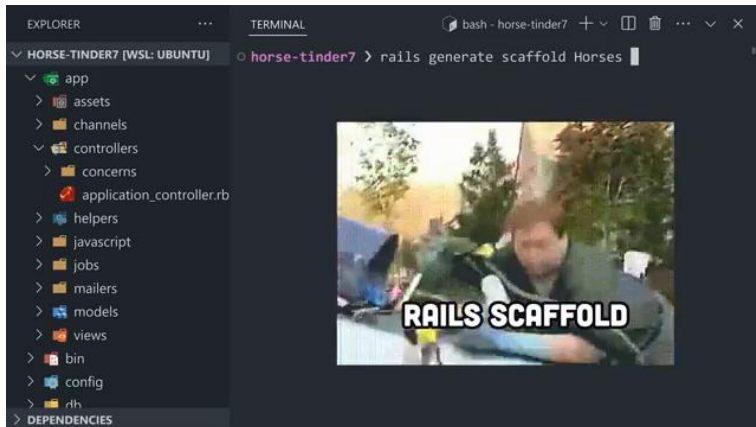 EXPLORER
TERMINAL
bash - horse-tinder7
HORSE-TINDER7 [WSL: UBUNTU]
horse-tinder7 ❯ rails generate scaffold Horses
app
assets
channels
controllers
concerns
application_controller.rb
helpers
javascript
jobs
mailers
models
views
RAILS SCAFFOLD
bin
config
db
DEPENDENCIES